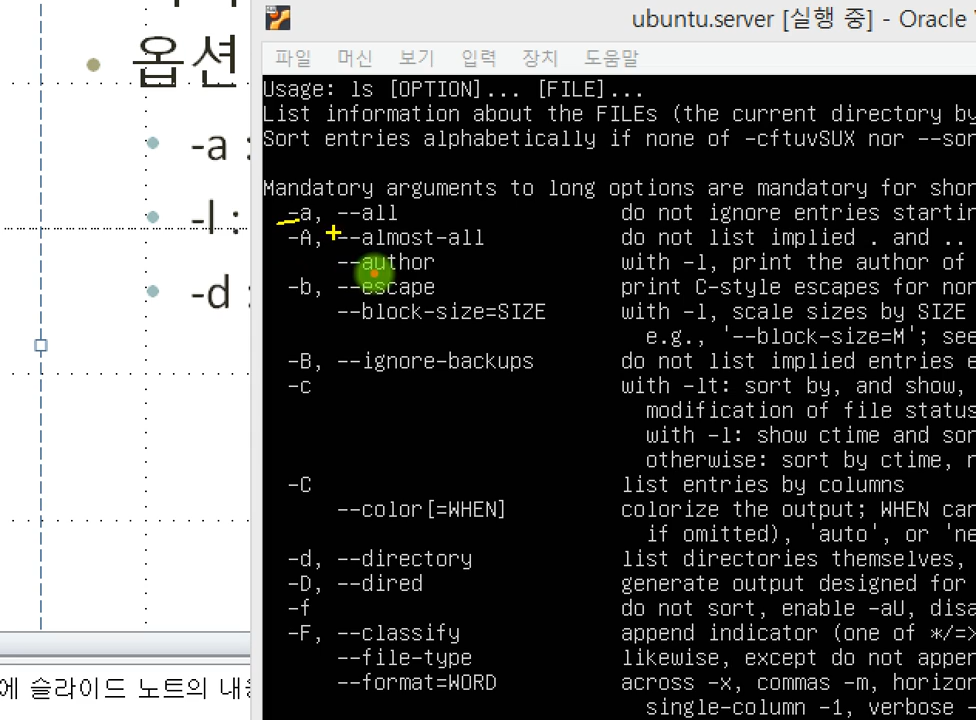 옵션
-a :
-l :
-d :
에 슬라이드 노트의 내용
ubuntu.server [실행 중] - Oracle
파일 머신 보기 입력 장치 도움말
Usage: ls [OPTION]... [FILE]...
List information about the FILEs (the current directory by
Sort entries alphabetically if none of -cftuvSUX nor --sor
Mandatory arguments to long options are mandatory for shor
-a, --all do not ignore entries starti
-A, --almost-all do not list implied . and ..
--author with -l, print the author of
-b, --escape print C-style escapes for non
--block-size=SIZE with -l, scale sizes by SIZE
e.g., '--block-size=M'; see
-B, --ignore-backups do not list implied entries e
-c with -lt: sort by, and show,
modification of file status
with -l: show ctime and sor
otherwise: sort by ctime, n
-C list entries by columns
--color[=WHEN] colorize the output; WHEN can
if omitted), 'auto', or 'ne
-d, --directory list directories themselves,
-D, --dired generate output designed for
-f do not sort, enable -aU, disa
-F, --classify append indicator (one of */=>
--file-type likewise, except do not appen
--format=WORD across -x, commas -m, horizon
single-column -1, verbose -